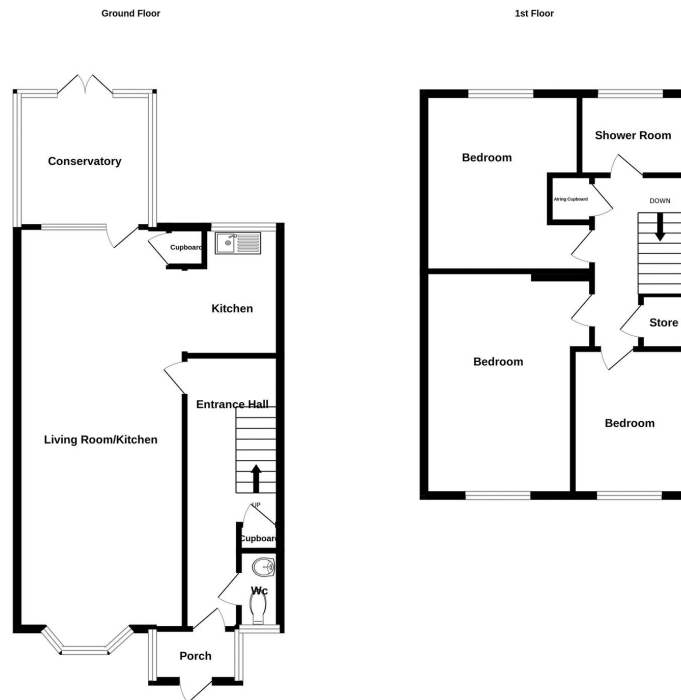 Ground Floor
1st Floor
Conservatory
Cupboard
Kitchen
Entrance Hall
Living Room/Kitchen
UP
Cupboard
Wc
Porch
Bedroom
Shower Room
Airing Cupboard
DOWN
Store
Bedroom
Bedroom